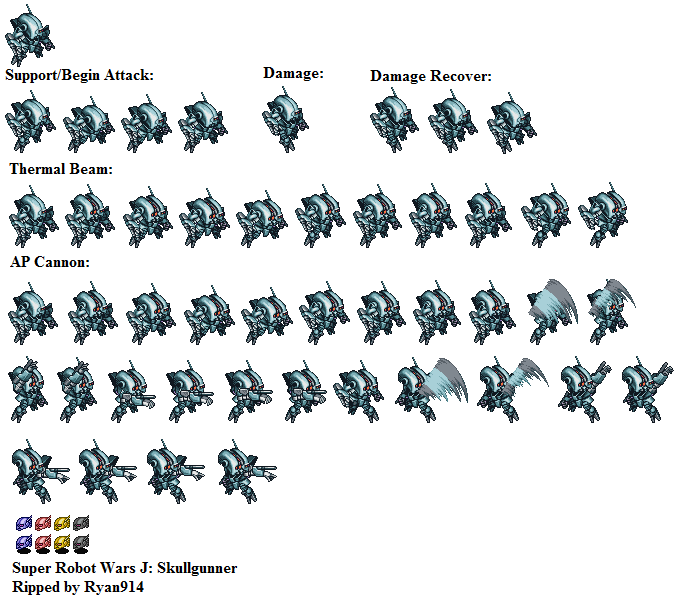 Support/Begin Attack:
Damage:
Damage Recover:
Thermal Beam:
AP Cannon:
Super Robot Wars J: Skullgunner
Ripped by Ryan914